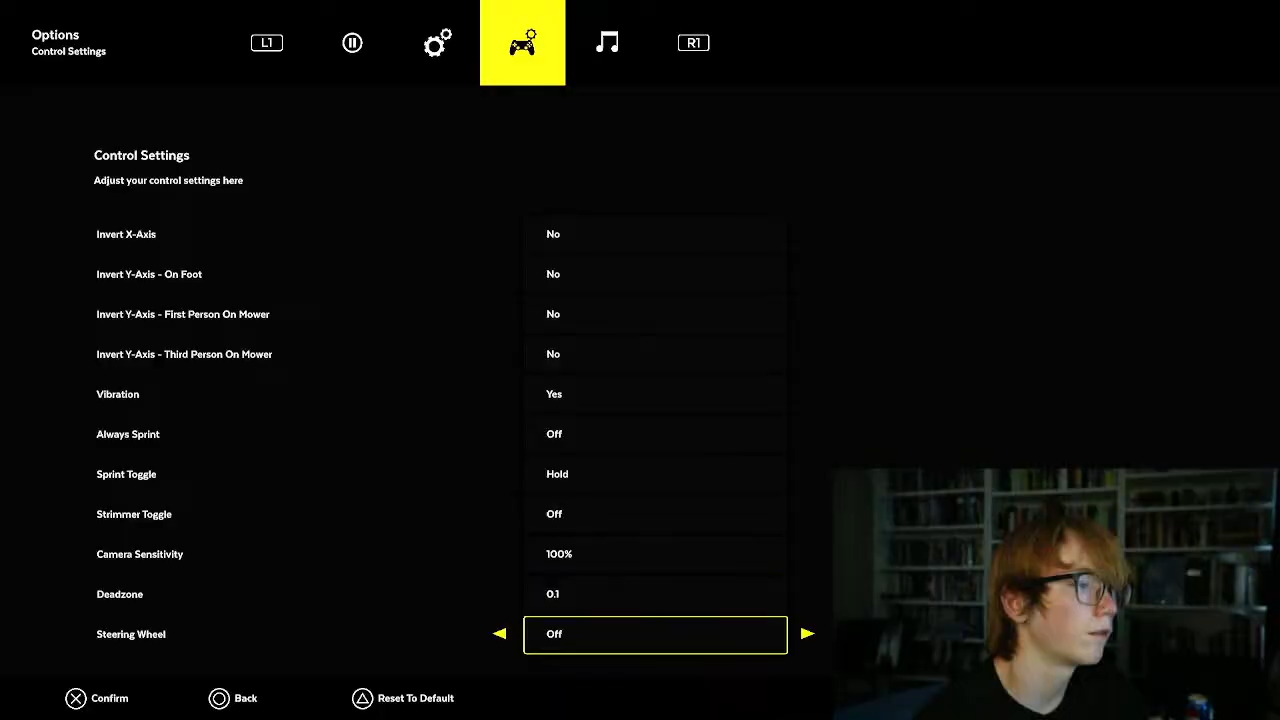 Options
Control Settings
L1
R1
Control Settings
Adjust your control settings here
Invert X-Axis No
Invert Y-Axis - On Foot No
Invert Y-Axis - First Person On Mower No
Invert Y-Axis - Third Person On Mower No
Vibration Yes
Always Sprint Off
Sprint Toggle Hold
Strimmer Toggle Off
Camera Sensitivity 100%
Deadzone 0.1
Steering Wheel Off
Confirm Back Reset To Default